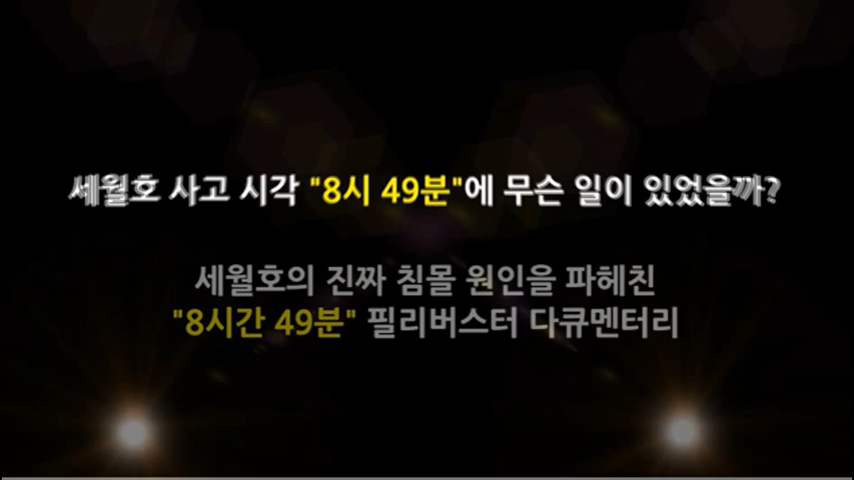 세월호 사고 시각 "8시 49분"에 무슨 일이 있었을까?
세월호의 진짜 침몰 원인을 파헤친
"8시간 49분" 필리버스터 다큐멘터리